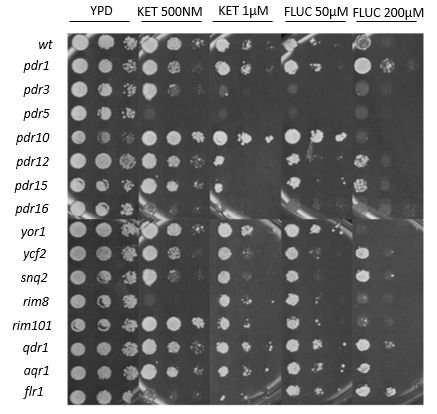 YPD KET 500NM KET 1µM FLUC 50µM FLUC 200µM
wt
pdr1
pdr3
pdr5
pdr10
pdr12
pdr15
pdr16
yor1
ycf2
snq2
rim8
rim101
qdr1
aqr1
flr1